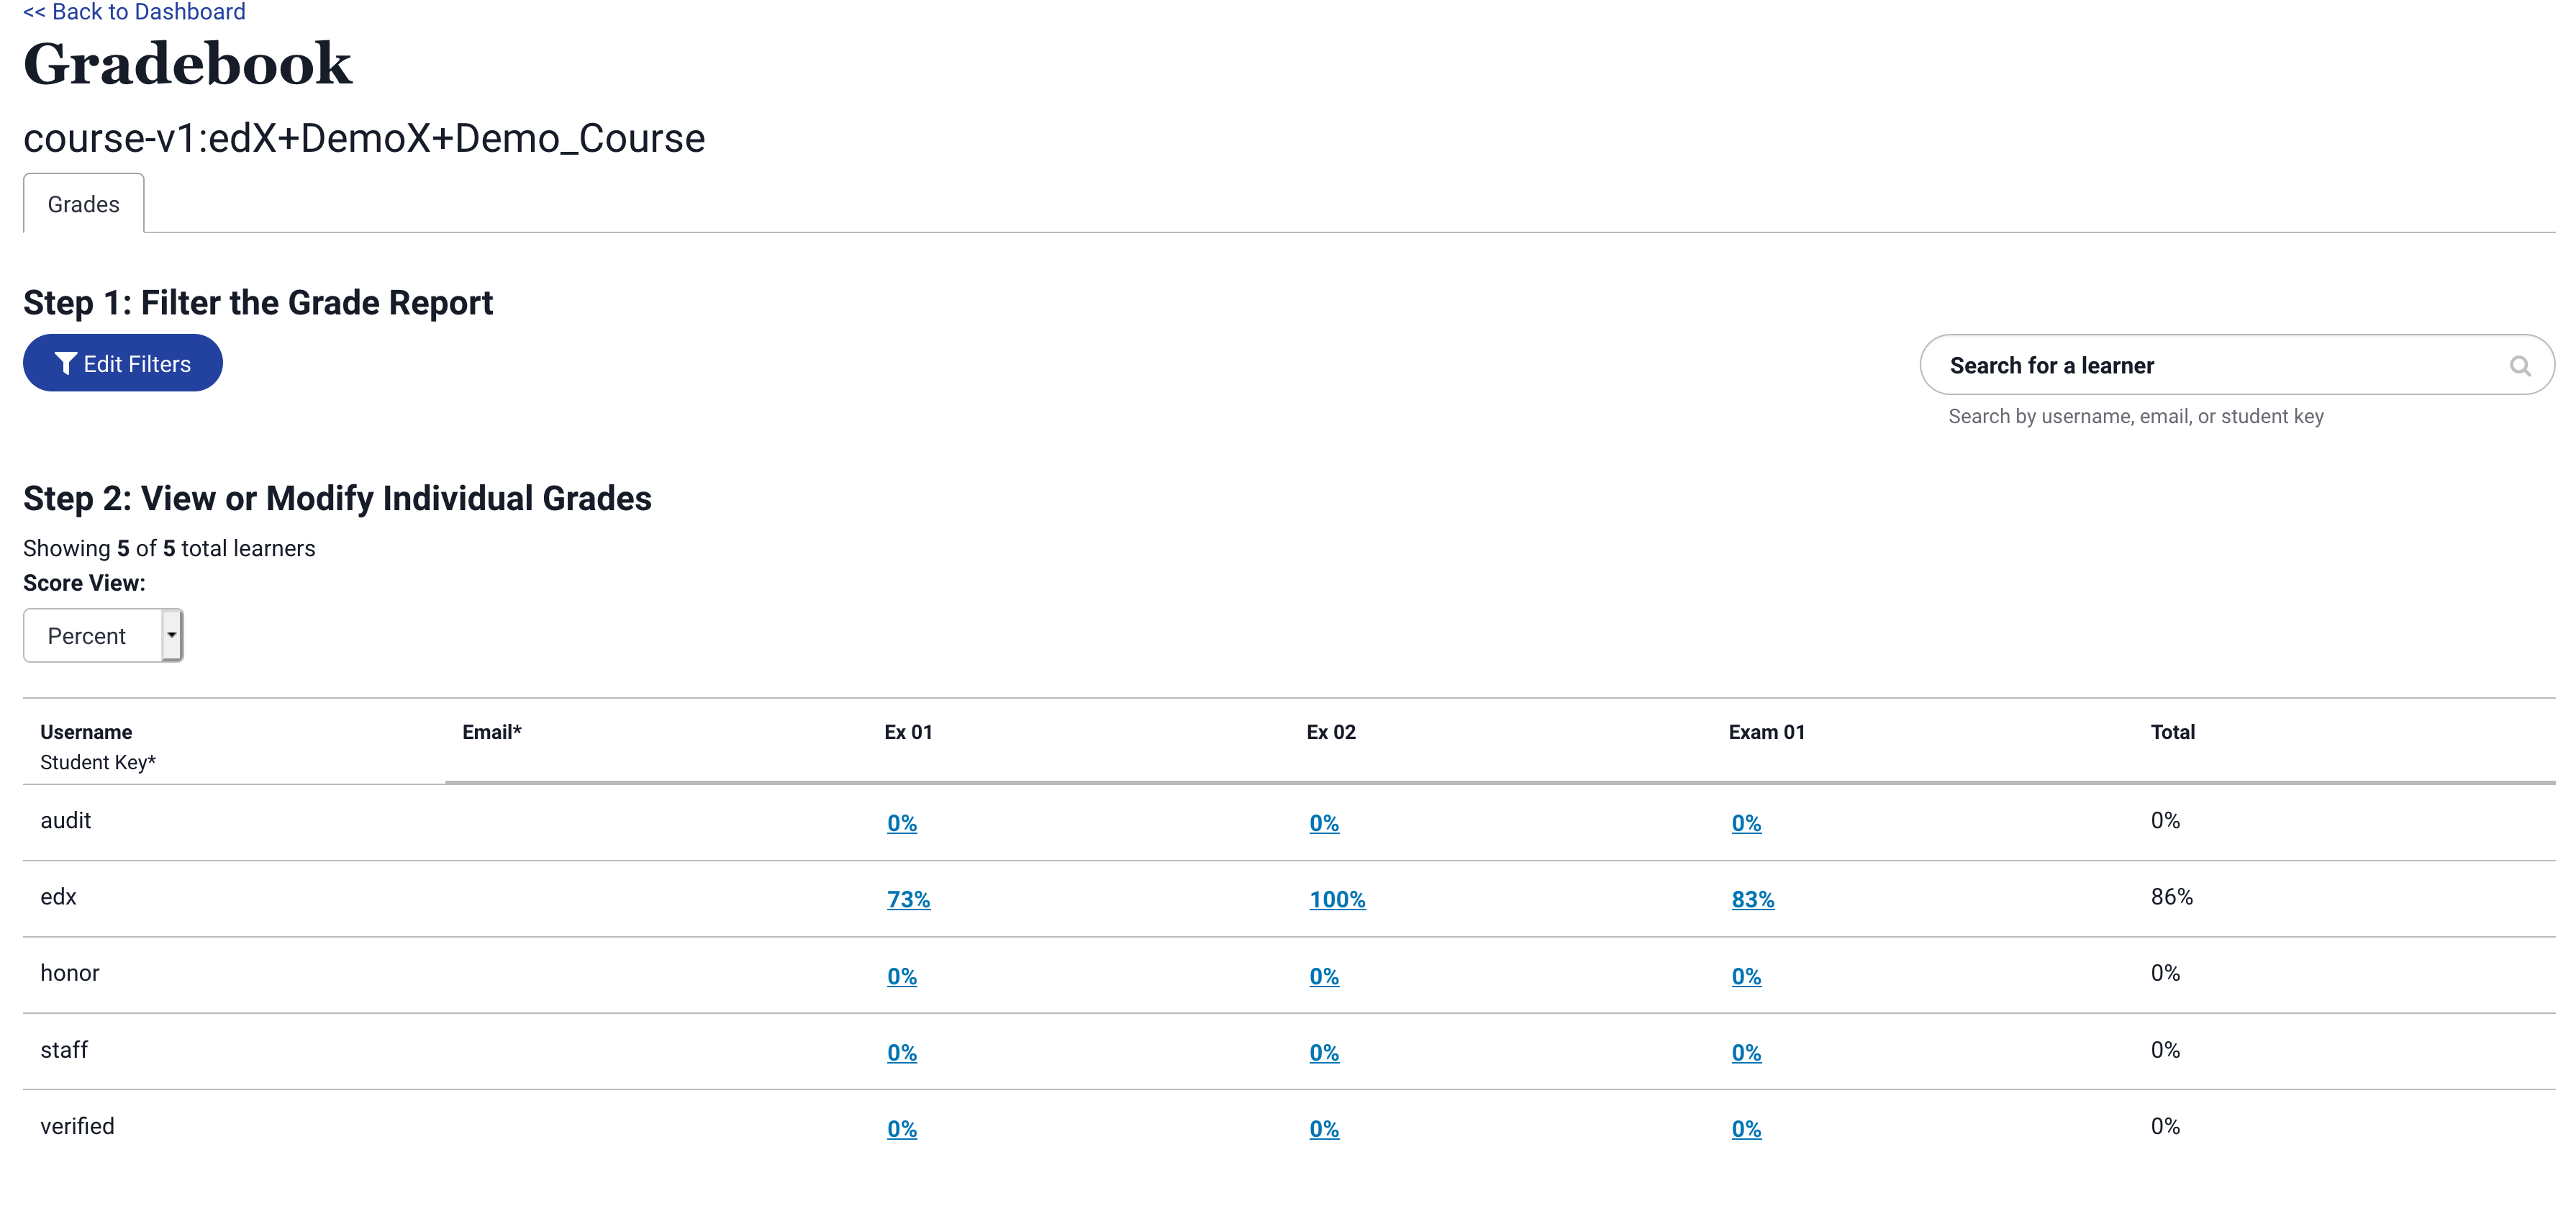 << Back to Dashboard
Gradebook
course-v1:edX+DemoX+Demo_Course
Grades
Step 1: Filter the Grade Report
Edit Filters
Search for a learner
Search by username, email, or student key
Step 2: View or Modify Individual Grades
Showing 5 of 5 total learners
Score View:
Percent
Username Email* Ex 01 Ex 02 Exam 01 Total
Student Key*
audit 0% 0% 0% 0%
edx 73% 100% 83% 86%
honor 0% 0% 0% 0%
staff 0% 0% 0% 0%
verified 0% 0% 0% 0%